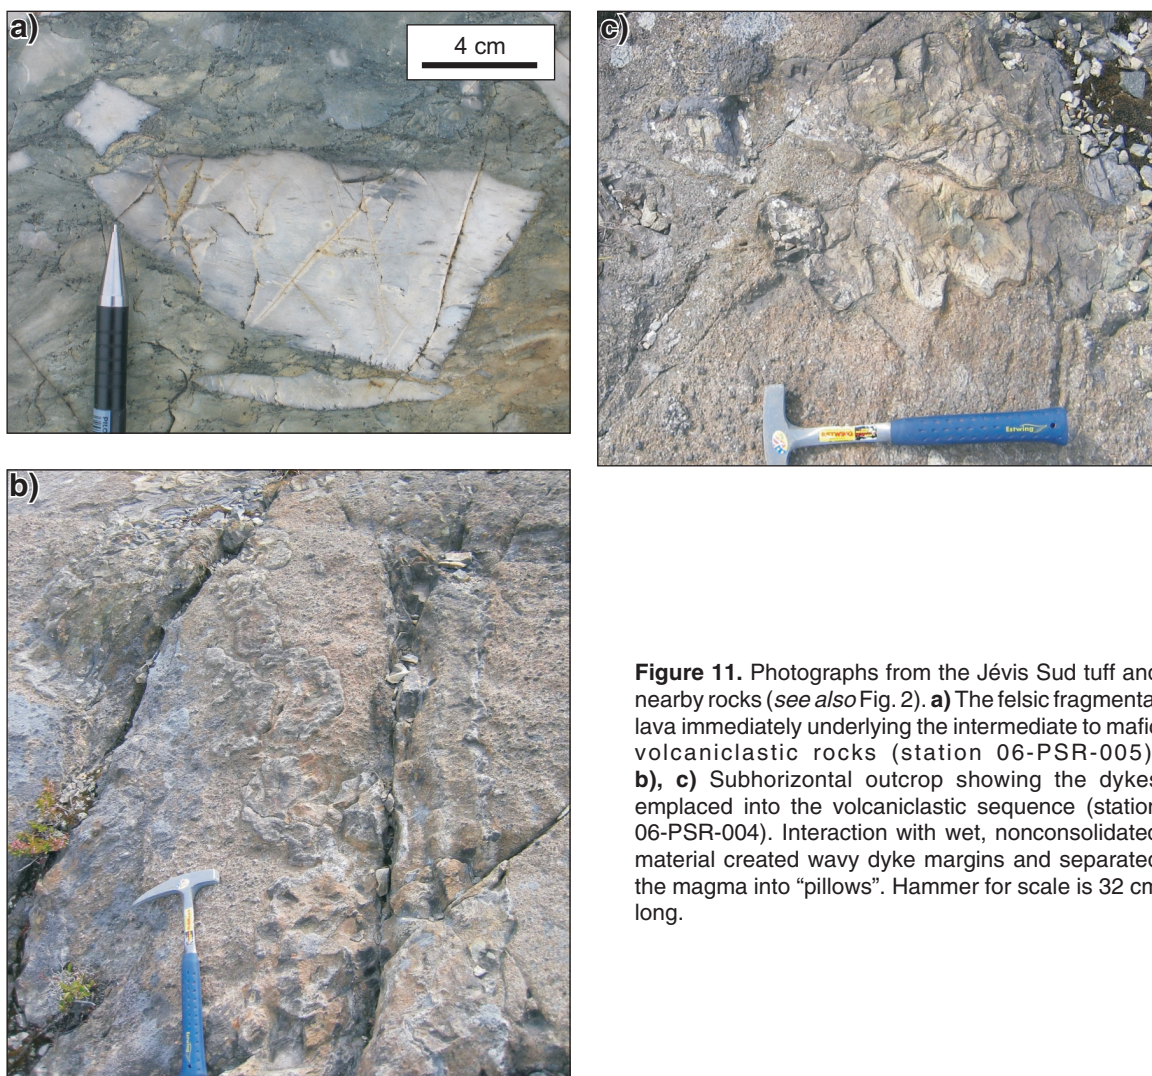 a)
4 cm
c)
Estwing
b)
Figure 11. Photographs from the Jévis Sud tuff and
nearby rocks (see also Fig. 2). a) The felsic fragmenta
lava immediately underlying the intermediate to mafic
volcaniclastic rocks (station 06-PSR-005)
b), c) Subhorizontal outcrop showing the dykes
emplaced into the volcaniclastic sequence (station
06-PSR-004). Interaction with wet, nonconsolidated
material created wavy dyke margins and separated
the magma into “pillows”. Hammer for scale is 32 cm
long.